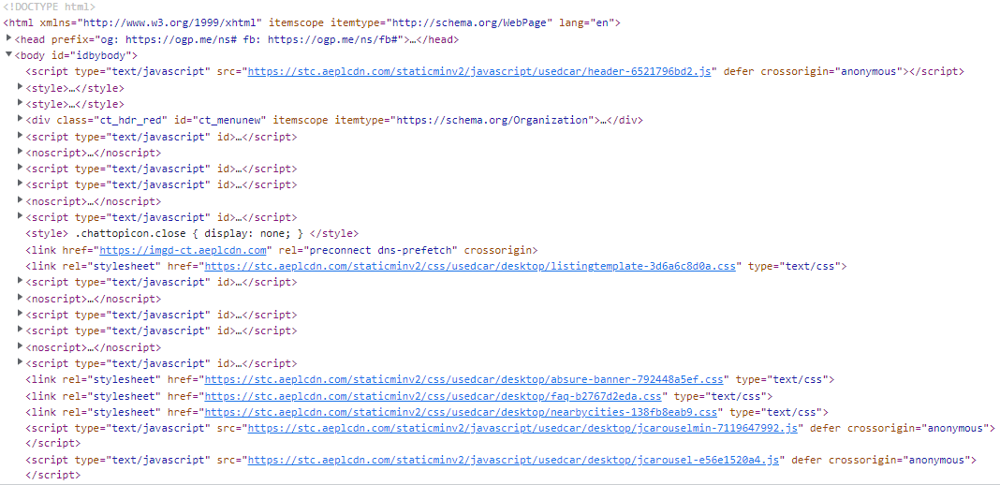 <!DOCTYPE html>
<html xmlns="http://www.w3.org/1999/xhtml" itemscope itemtype="http://schema.org/WebPage" lang="en">
<head prefix="og: https://ogp.me/ns# fb: https://ogp.me/ns/fb#">…</head>
<body id="idbybody">
<script type="text/javascript" src="https://stc.aeplcdn.com/staticminv2/javascript/usedcar/header-6521796bd2.js" defer crossorigin="anonymous"></script>
<style>…</style>
<style>…</style>
<div class="ct_hdr_red" id="ct_menunew" itemscope itemtype="https://schema.org/Organization">…</div>
<script type="text/javascript" id>…</script>
<noscript>…</noscript>
<script type="text/javascript" id>…</script>
<script type="text/javascript" id>…</script>
<noscript>…</noscript>
<script type="text/javascript" id>…</script>
<style> .chattopicon.close { display: none; } </style>
<link href="https://imgd-ct.aeplcdn.com" rel="preconnect dns-prefetch" crossorigin>
<link rel="stylesheet" href="https://stc.aeplcdn.com/staticminv2/css/usedcar/desktop/listingtemplate-3d6a6c8d0a.css" type="text/css">
<script type="text/javascript" id>…</script>
<noscript>…</noscript>
<script type="text/javascript" id>…</script>
<script type="text/javascript" id>…</script>
<noscript>…</noscript>
<script type="text/javascript" id>…</script>
<link rel="stylesheet" href="https://stc.aeplcdn.com/staticminv2/css/usedcar/desktop/absure-banner-792448a5ef.css" type="text/css">
<link rel="stylesheet" href="https://stc.aeplcdn.com/staticminv2/css/usedcar/desktop/faq-b2767d2eda.css" type="text/css">
<link rel="stylesheet" href="https://stc.aeplcdn.com/staticminv2/css/usedcar/desktop/nearbycities-138fb8eab9.css" type="text/css">
<script type="text/javascript" src="https://stc.aeplcdn.com/staticminv2/javascript/usedcar/desktop/jcarouselmin-7119647992.js" defer crossorigin="anonymous">
</script>
<script type="text/javascript" src="https://stc.aeplcdn.com/staticminv2/javascript/usedcar/desktop/jcarousel-e56e1520a4.js" defer crossorigin="anonymous">
</script>